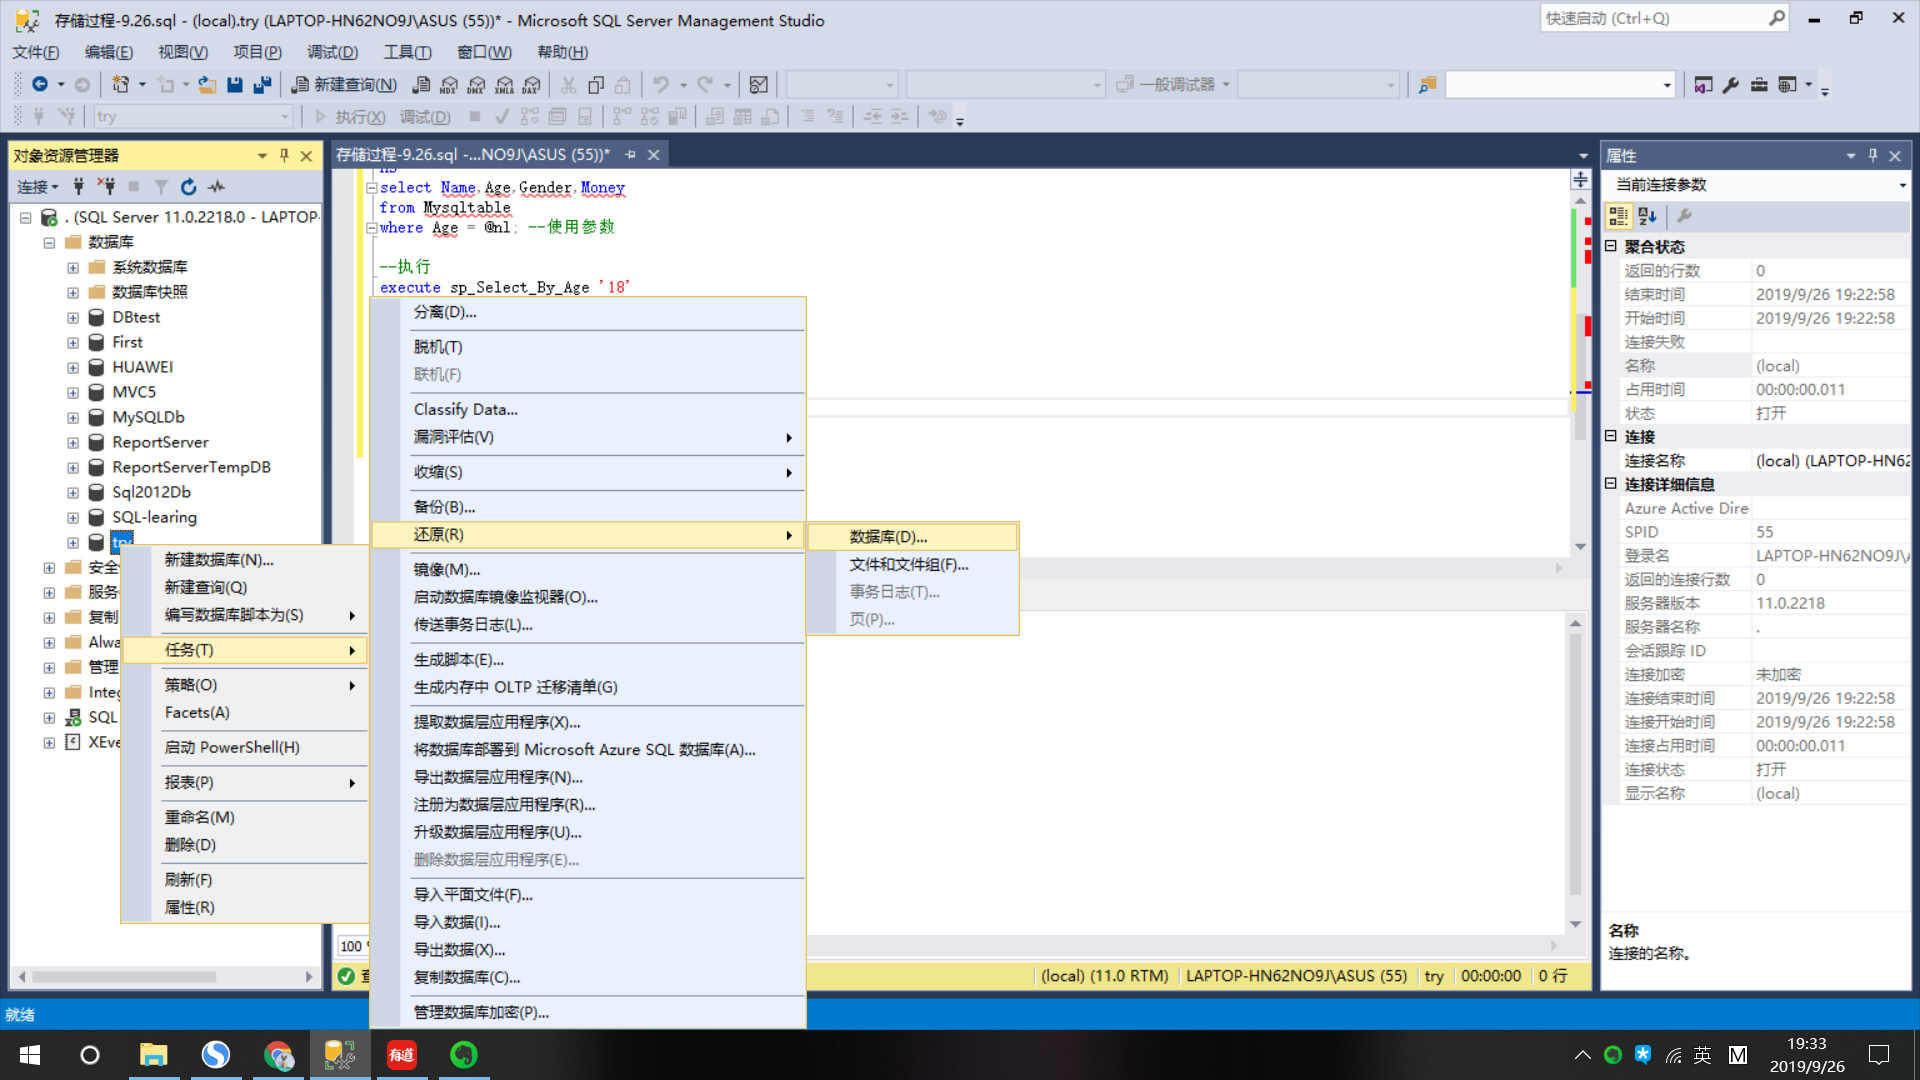 存储过程-9.26.sql - (local).try (LAPTOP-HN62NO9J\ASUS (55))* - Microsoft SQL Server Management Studio
快速启动 (Ctrl+Q)
文件(F) 编辑(E) 视图(V) 项目(P) 调试(D) 工具(T) 窗口(W) 帮助(H)
新建查询(N) MDX DMX XMLA DAX 一般调试器
try 执行(X) 调试(D)
对象资源管理器
连接
. (SQL Server 11.0.2218.0 - LAPTOP-
数据库
系统数据库
数据库快照
DBtest
First
HUAWEI
MVC5
MySQLDb
ReportServer
ReportServerTempDB
Sql2012Db
SQL-learing
try
安全
服务
复制
Alwa
管理
Integ
SQL
XEve
存储过程-9.26.sql -...NO9J\ASUS (55))*
select Name,Age,Gender,Money
from Mysqltable
where Age = @nl; --使用参数
--执行
execute sp_Select_By_Age '18'
新建数据库(N)...
新建查询(Q)
编写数据库脚本为(S)
任务(T)
策略(O)
Facets(A)
启动 PowerShell(H)
报表(P)
重命名(M)
删除(D)
刷新(F)
属性(R)
分离(D)...
脱机(T)
联机(F)
Classify Data...
漏洞评估(V)
收缩(S)
备份(B)...
还原(R)
镜像(M)...
启动数据库镜像监视器(O)...
传送事务日志(L)...
生成脚本(E)...
生成内存中 OLTP 迁移清单(G)
提取数据层应用程序(X)...
将数据库部署到 Microsoft Azure SQL 数据库(A)...
导出数据层应用程序(N)...
注册为数据层应用程序(R)...
升级数据层应用程序(U)...
删除数据层应用程序(E)...
导入平面文件(F)...
导入数据(I)...
导出数据(X)...
复制数据库(C)...
管理数据库加密(P)...
数据库(D)...
文件和文件组(F)...
事务日志(T)...
页(P)...
100
(local) (11.0 RTM) LAPTOP-HN62NO9J\ASUS (55) try 00:00:00 0 行
属性
当前连接参数
聚合状态
返回的行数 0
结束时间 2019/9/26 19:22:58
开始时间 2019/9/26 19:22:58
连接失败
名称 (local)
占用时间 00:00:00.011
状态 打开
连接
连接名称 (local) (LAPTOP-HN62
连接详细信息
Azure Active Dire
SPID 55
登录名 LAPTOP-HN62NO9J\
返回的连接行数 0
服务器版本 11.0.2218
服务器名称 .
会话跟踪 ID
连接加密 未加密
连接结束时间 2019/9/26 19:22:58
连接开始时间 2019/9/26 19:22:58
连接占用时间 00:00:00.011
连接状态 打开
显示名称 (local)
名称
连接的名称。
就绪
有道
英 M
19:33
2019/9/26